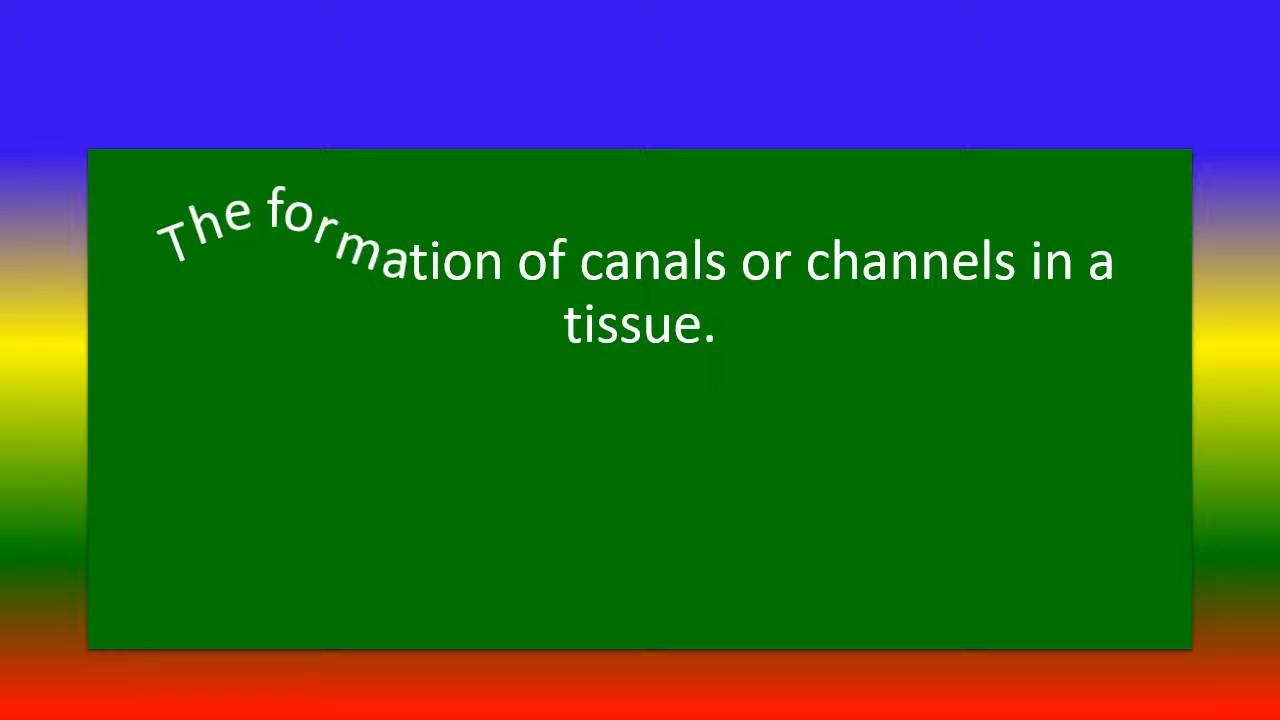 The formation of canals or channels in a
tissue.